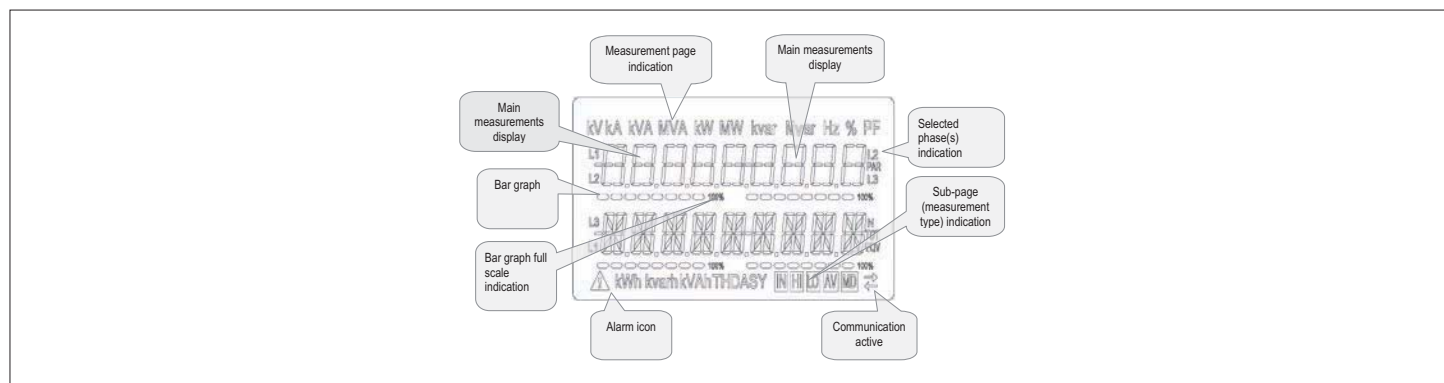 Measurement page
indication
Main measurements
display
Main
measurements
display
kV kA kVA MVA kW MW kvar Mvar Hz % PF
Selected
phase(s)
indication
L1
L2
L2
PAR
L3
Bar graph
100%
100%
Sub-page
(measurement
type) indication
L3
L1
N
EQV
Bar graph full
scale
indication
100%
100%
kWh kvarh kVAh THD ASY IN HI LO AV MD
Alarm icon
Communication
active